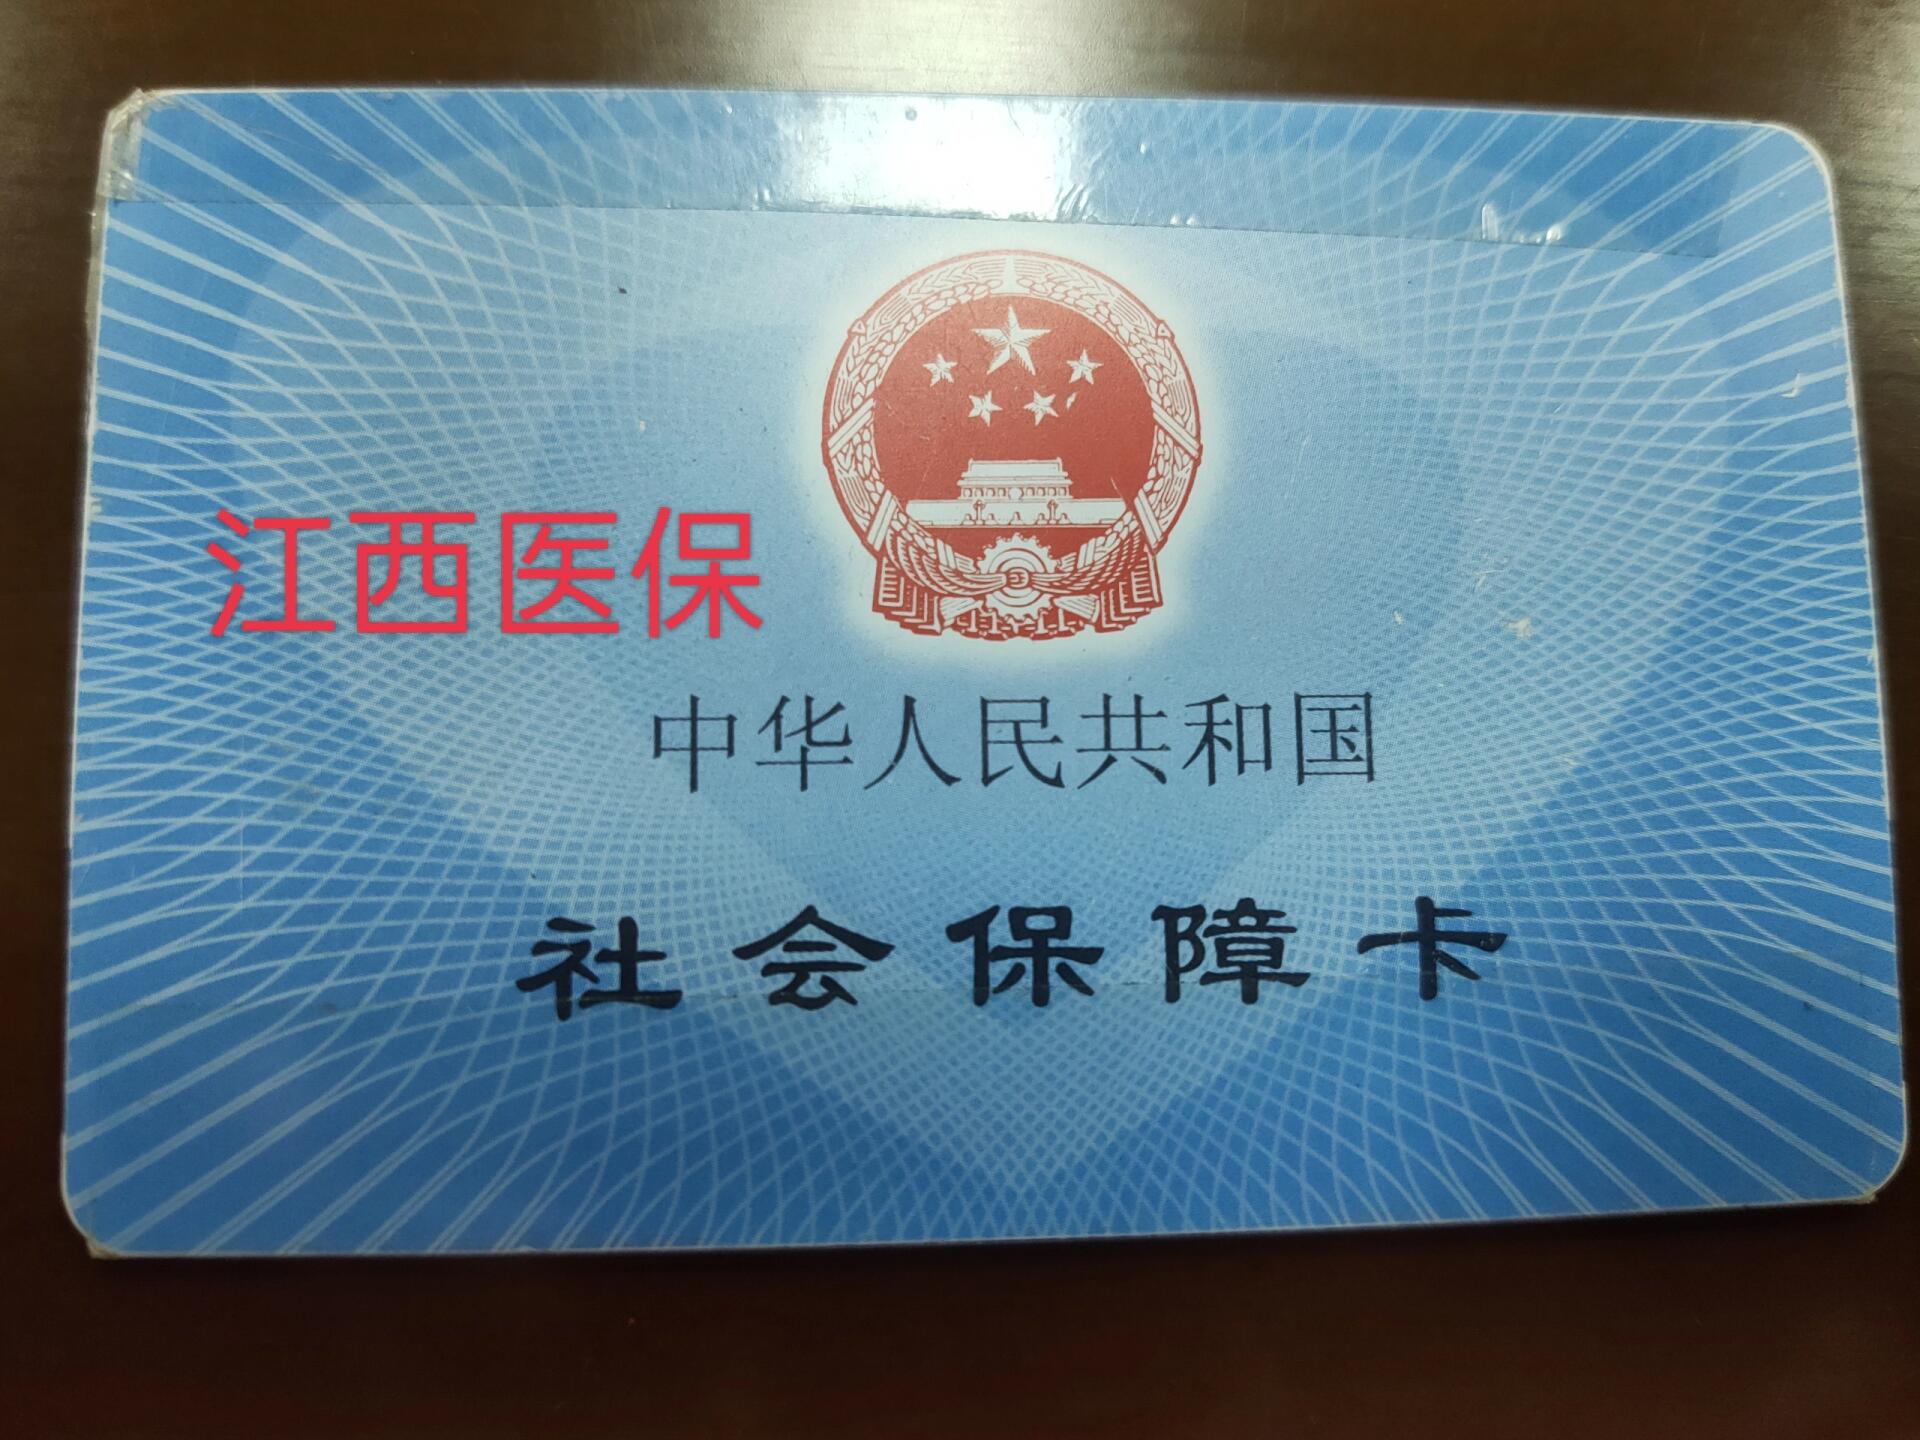 江西医保
中华人民共和国
社会保障卡